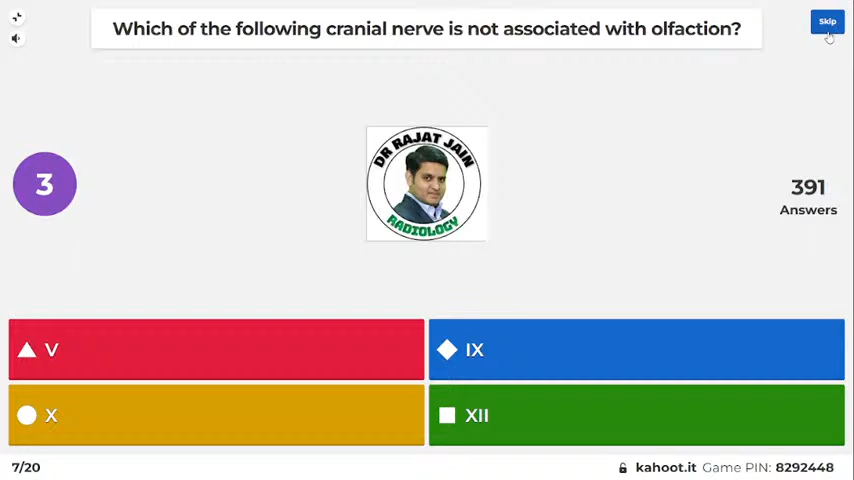 Which of the following cranial nerve is not associated with olfaction?
Skip
3
DR RAJAT JAIN
RADIOLOGY
391
Answers
V
IX
X
XII
7/20
kahoot.it Game PIN: 8292448